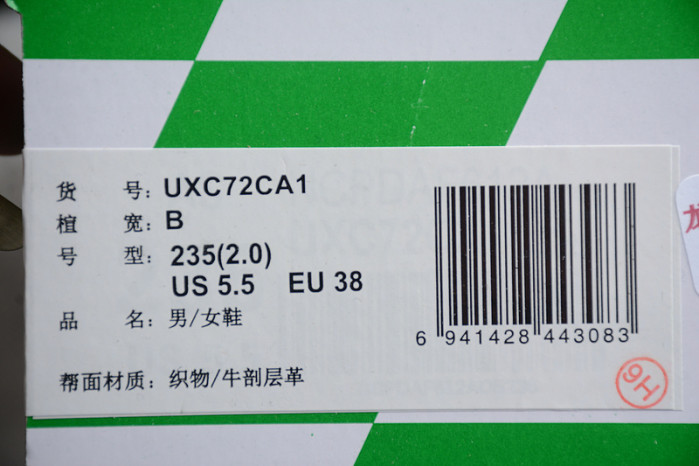 货 号: UXC72CA1
楦 宽: B
号 型: 235(2.0)
US 5.5 EU 38
品 名: 男/女鞋
帮面材质: 织物/牛剖层革
6 941428 443083
9H
龙